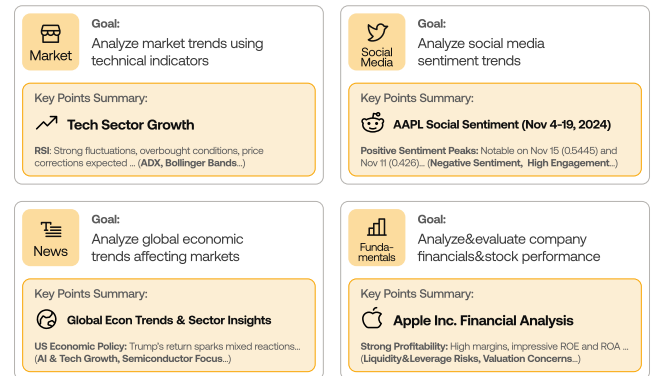 Market
Goal:
Analyze market trends using
technical indicators
Key Points Summary:
Tech Sector Growth
RSI: Strong fluctuations, overbought conditions, price
corrections expected ... (ADX, Bollinger Bands...)
Social
Media
Goal:
Analyze social media
sentiment trends
Key Points Summary:
AAPL Social Sentiment (Nov 4-19, 2024)
Positive Sentiment Peaks: Notable on Nov 15 (0.5445) and
Nov 11 (0.426)... (Negative Sentiment, High Engagement...)
News
Goal:
Analyze global economic
trends affecting markets
Key Points Summary:
Global Econ Trends & Sector Insights
US Economic Policy: Trump's return sparks mixed reactions...
(AI & Tech Growth, Semiconductor Focus...)
Funda-
mentals
Goal:
Analyze&evaluate company
financials&stock performance
Key Points Summary:
Apple Inc. Financial Analysis
Strong Profitability: High margins, impressive ROE and ROA ...
(Liquidity&Leverage Risks, Valuation Concerns...)